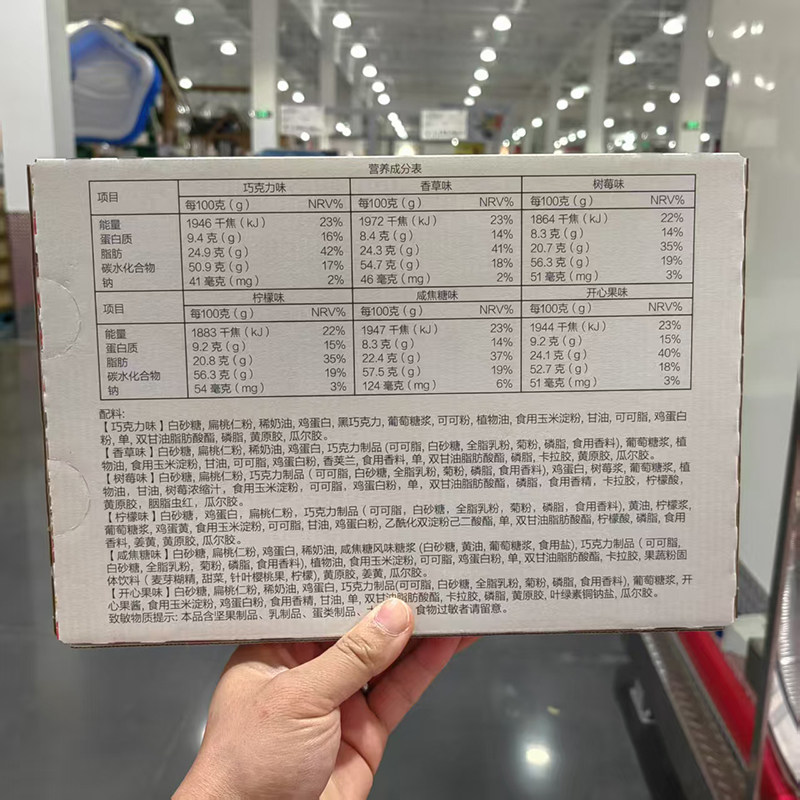 营养成分表
项目 巧克力味 香草味 树莓味
每100克(g) NRV% 每100克(g) NRV% 每100克(g) NRV%
能量 1946 千焦(kJ) 23% 1972 千焦(kJ) 23% 1864 千焦(kJ) 22%
蛋白质 9.4 克(g) 16% 8.4 克(g) 14% 8.3 克(g) 14%
脂肪 24.9 克(g) 42% 24.3 克(g) 41% 20.7 克(g) 35%
碳水化合物 50.9 克(g) 17% 54.7 克(g) 18% 56.3 克(g) 19%
钠 41 毫克(mg) 2% 46 毫克(mg) 2% 51 毫克(mg) 3%
项目 柠檬味 咸焦糖味 开心果味
每100克(g) NRV% 每100克(g) NRV% 每100克(g) NRV%
能量 1883 千焦(kJ) 22% 1947 千焦(kJ) 23% 1944 千焦(kJ) 23%
蛋白质 9.2 克(g) 15% 8.3 克(g) 14% 9.2 克(g) 15%
脂肪 20.8 克(g) 35% 22.4 克(g) 37% 24.1 克(g) 40%
碳水化合物 56.3 克(g) 19% 57.5 克(g) 19% 52.7 克(g) 18%
钠 54 毫克(mg) 3% 124 毫克(mg) 6% 51 毫克(mg) 3%
配料:
【巧克力味】白砂糖, 扁桃仁粉, 稀奶油, 鸡蛋白, 黑巧克力, 葡萄糖浆, 可可粉, 植物油, 食用玉米淀粉, 甘油, 可可脂, 鸡蛋白
粉, 单, 双甘油脂肪酸酯, 磷脂, 黄原胶, 瓜尔胶。
【香草味】白砂糖, 扁桃仁粉, 稀奶油, 鸡蛋白, 巧克力制品 (可可脂, 白砂糖, 全脂乳粉, 菊粉, 磷脂, 食用香料), 葡萄糖浆, 植
物油, 食用玉米淀粉, 甘油, 可可脂, 鸡蛋白粉, 香荚兰, 食用香料, 单, 双甘油脂肪酸酯, 磷脂, 卡拉胶, 黄原胶, 瓜尔胶。
【树莓味】白砂糖, 扁桃仁粉, 巧克力制品 (可可脂, 白砂糖, 全脂乳粉, 菊粉, 磷脂, 食用香料), 鸡蛋白, 树莓浆, 葡萄糖浆, 植
物油, 甘油, 树莓浓缩汁, 食用玉米淀粉, 可可脂, 鸡蛋白粉, 单, 双甘油脂肪酸酯, 磷脂, 食用香精, 卡拉胶, 柠檬酸,
黄原胶, 胭脂虫红, 瓜尔胶。
【柠檬味】白砂糖, 鸡蛋白, 扁桃仁粉, 巧克力制品 (可可脂, 白砂糖, 全脂乳粉, 菊粉, 磷脂, 食用香料), 黄油, 柠檬浆,
葡萄糖浆, 鸡蛋黄, 食用玉米淀粉, 可可脂, 甘油, 鸡蛋白粉, 乙酰化双淀粉己二酸酯, 单, 双甘油脂肪酸酯, 柠檬酸, 磷脂, 食用
香料, 姜黄, 黄原胶, 瓜尔胶。
【咸焦糖味】白砂糖, 扁桃仁粉, 鸡蛋白, 稀奶油, 咸焦糖风味糖浆 (白砂糖, 黄油, 葡萄糖浆, 食用盐), 巧克力制品 (可可脂,
白砂糖, 全脂乳粉, 菊粉, 磷脂, 食用香料), 植物油, 食用玉米淀粉, 可可脂, 鸡蛋白粉, 单, 双甘油脂肪酸酯, 卡拉胶, 果蔬粉固
体饮料 (麦芽糊精, 甜菜, 针叶樱桃果, 柠檬), 黄原胶, 姜黄, 瓜尔胶。
【开心果味】白砂糖, 扁桃仁粉, 稀奶油, 鸡蛋白, 巧克力制品(可可脂, 白砂糖, 全脂乳粉, 菊粉, 磷脂, 食用香料), 葡萄糖浆, 开
心果酱, 食用玉米淀粉, 鸡蛋白粉, 食用香精, 甘油, 单, 双甘油脂肪酸酯, 卡拉胶, 磷脂, 黄原胶, 叶绿素铜钠盐, 瓜尔胶。
致敏物质提示: 本品含坚果制品、乳制品、蛋类制品、 食物过敏者请留意。